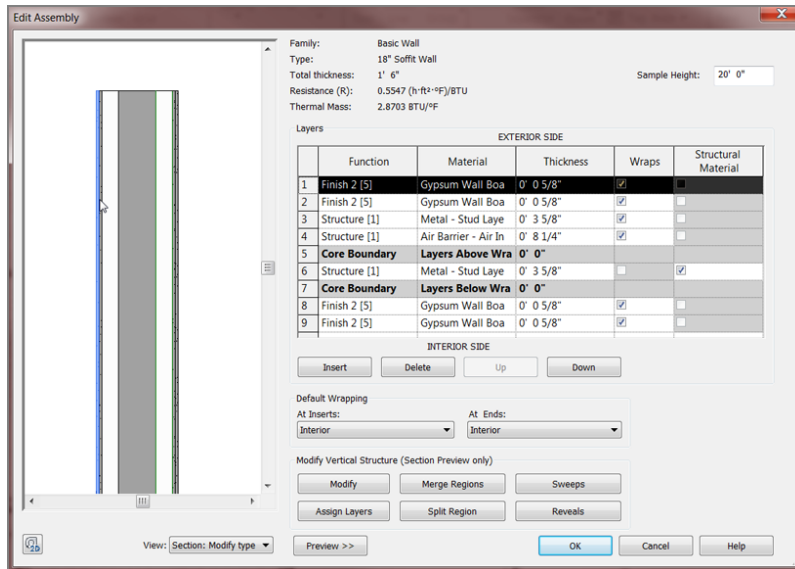 Edit Assembly
Family: Basic Wall
Type: 18" Soffit Wall
Total thickness: 1' 6" Sample Height: 20' 0"
Resistance (R): 0.5547 (h·ft²·°F)/BTU
Thermal Mass: 2.8703 BTU/°F
Layers
EXTERIOR SIDE
Function Material Thickness Wraps Structural Material
1 Finish 2 [5] Gypsum Wall Boa 0' 0 5/8"
2 Finish 2 [5] Gypsum Wall Boa 0' 0 5/8"
3 Structure [1] Metal - Stud Laye 0' 3 5/8"
4 Structure [1] Air Barrier - Air In 0' 8 1/4"
5 Core Boundary Layers Above Wra 0' 0"
6 Structure [1] Metal - Stud Laye 0' 3 5/8"
7 Core Boundary Layers Below Wra 0' 0"
8 Finish 2 [5] Gypsum Wall Boa 0' 0 5/8"
9 Finish 2 [5] Gypsum Wall Boa 0' 0 5/8"
INTERIOR SIDE
Insert Delete Up Down
Default Wrapping
At Inserts: At Ends:
Interior Interior
Modify Vertical Structure (Section Preview only)
Modify Merge Regions Sweeps
Assign Layers Split Region Reveals
2D View: Section: Modify type Preview >> OK Cancel Help